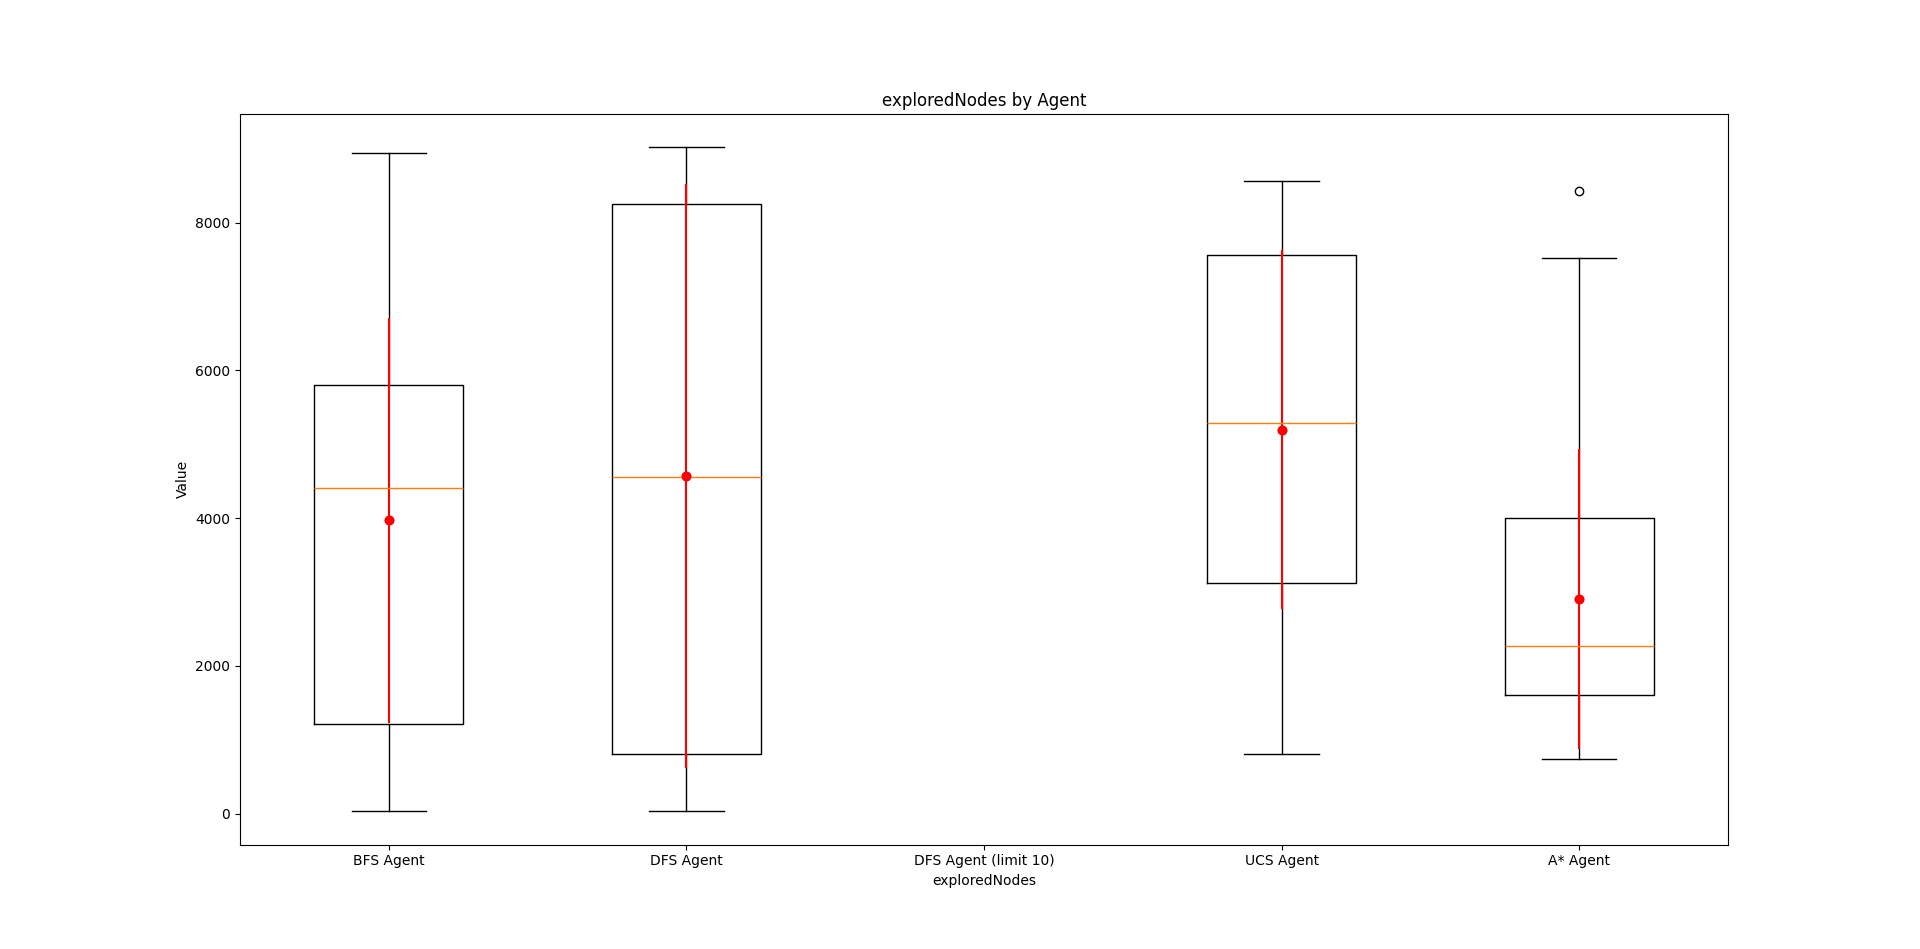 exploredNodes by Agent
Value
8000
6000
4000
2000
0
BFS Agent
DFS Agent
DFS Agent (limit 10)
UCS Agent
A* Agent
exploredNodes